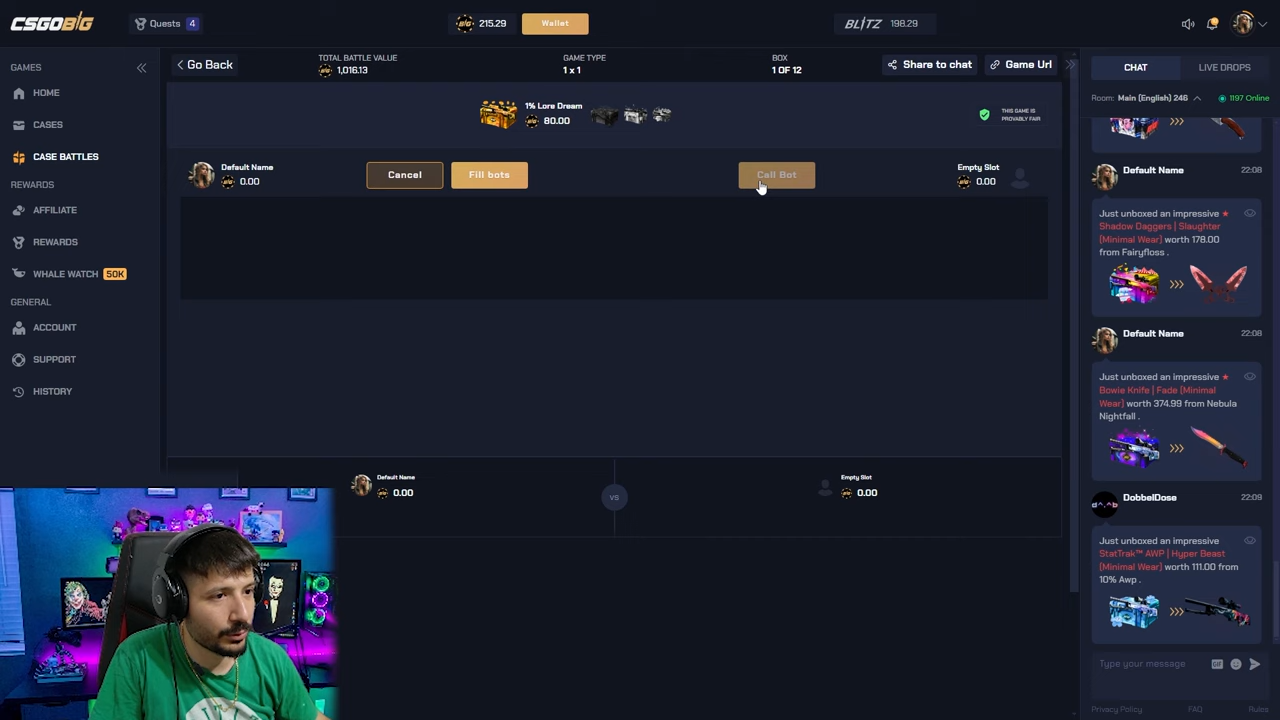 CSGOBIG
Quests 4
215.29
Wallet
BLITZ 198.29
GAMES
HOME
CASES
CASE BATTLES
REWARDS
AFFILIATE
REWARDS
WHALE WATCH 50K
GENERAL
ACCOUNT
SUPPORT
HISTORY
Go Back
TOTAL BATTLE VALUE
1,016.13
GAME TYPE
1 x 1
BOX
1 OF 12
Share to chat
Game Url
1% Lore Dream
80.00
THIS GAME IS
PROVABLY FAIR
Default Name
0.00
Cancel
Fill bots
Call Bot
Empty Slot
0.00
Default Name
0.00
VS
Empty Slot
0.00
CHAT
LIVE DROPS
Room: Main (English) 246
1197 Online
Default Name 22:08
Just unboxed an impressive ★
Shadow Daggers | Slaughter
(Minimal Wear) worth 178.00
from Fairyfloss .
Default Name 22:08
Just unboxed an impressive ★
Bowie Knife | Fade (Minimal
Wear) worth 374.99 from Nebula
Nightfall .
DobbelDose 22:09
Just unboxed an impressive
StatTrak™ AWP | Hyper Beast
(Minimal Wear) worth 111.00 from
10% Awp .
Type your message
GIF
Privacy Policy
FAQ
Rules